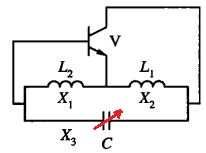 V
L₂ L₁
X₁ X₂
X₃ C